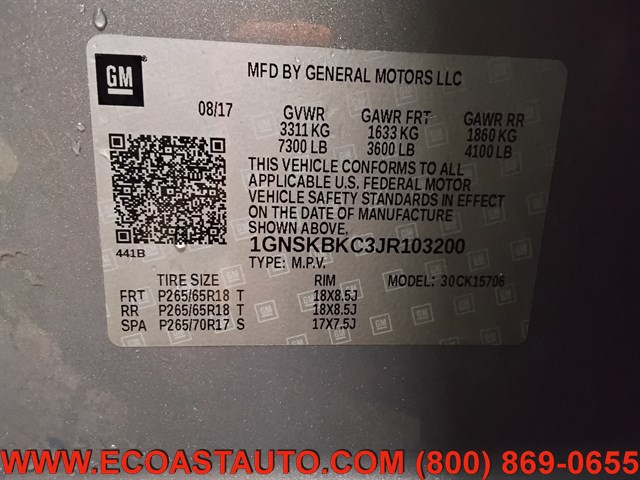 GM
MFD BY GENERAL MOTORS LLC
08/17 GVWR GAWR FRT GAWR RR
3311 KG 1633 KG 1860 KG
7300 LB 3600 LB 4100 LB
THIS VEHICLE CONFORMS TO ALL
APPLICABLE U.S. FEDERAL MOTOR
VEHICLE SAFETY STANDARDS IN EFFECT
ON THE DATE OF MANUFACTURE
SHOWN ABOVE.
1GNSKBKC3JR103200
441B TYPE: M.P.V.
TIRE SIZE RIM MODEL: 30CK15706
FRT P265/65R18 T 18X8.5J
RR P265/65R18 T 18X8.5J
SPA P265/70R17 S 17X7.5J
WWW.ECOASTAUTO.COM (800) 869-0655